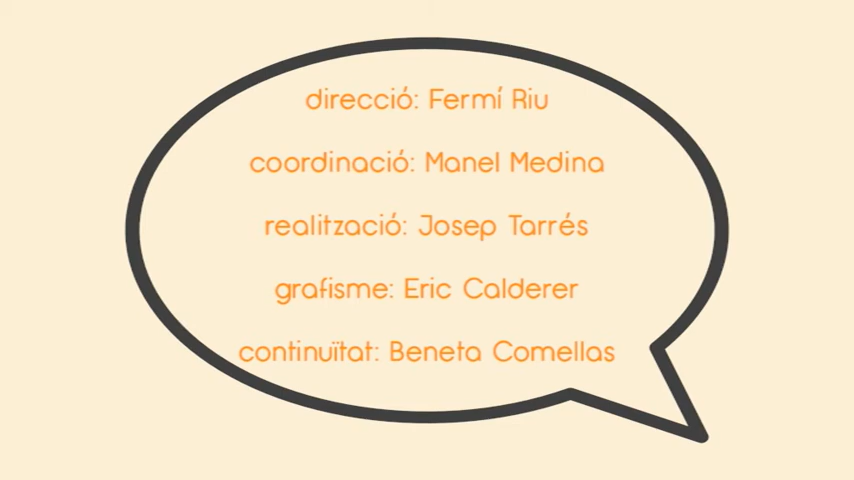 direcció: Fermí Riu
coordinació: Manel Medina
realització: Josep Tarrés
grafisme: Eric Calderer
continuïtat: Beneta Comellas